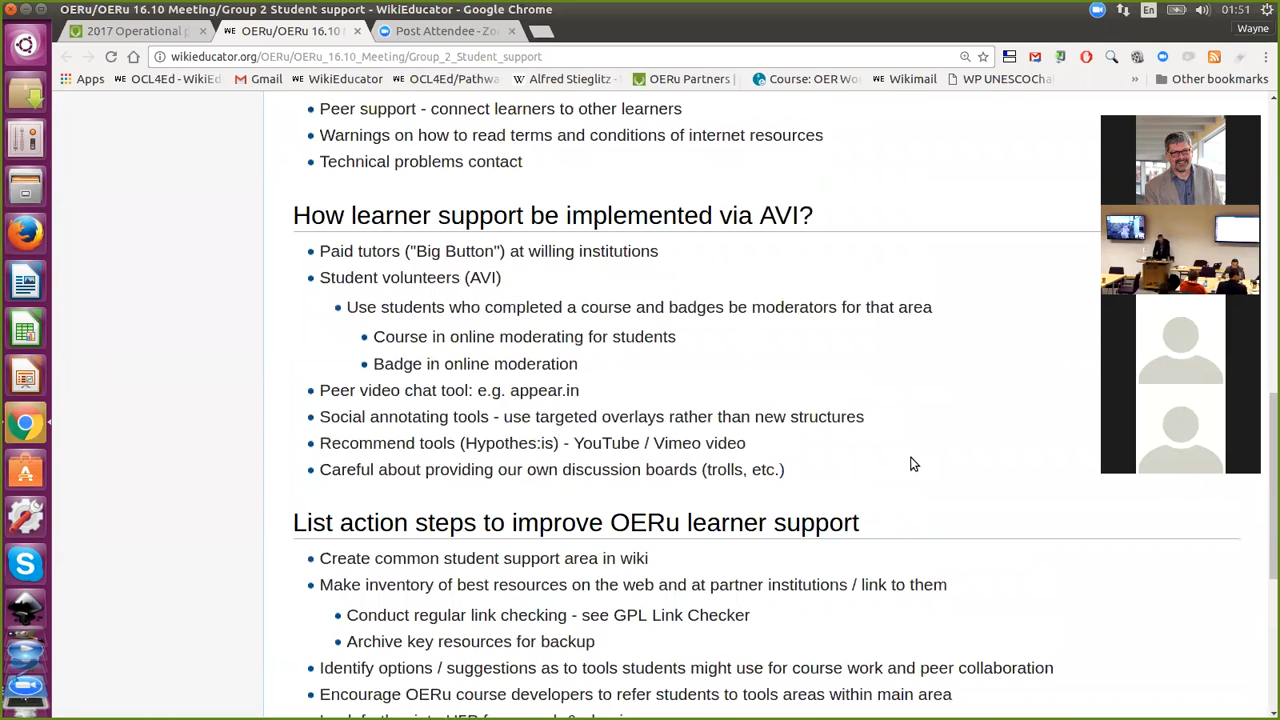 OERu/OERu 16.10 Meeting/Group 2 Student support - WikiEducator - Google Chrome
En
01:51
2017 Operational p
WE OERu/OERu 16.10 M
Post Attendee - Zo
Wayne
wikieducator.org/OERu/OERu_16.10_Meeting/Group_2_Student_support
Apps
WE OCL4Ed - WikiEd
Gmail
WE WikiEducator
WE OCL4Ed/Pathwa
W Alfred Stieglitz -
OERu Partners |
Course: OER Wo
WE Wikimail
WP UNESCOCha
»
Other bookmarks
Peer support - connect learners to other learners
Warnings on how to read terms and conditions of internet resources
Technical problems contact
How learner support be implemented via AVI?
Paid tutors ("Big Button") at willing institutions
Student volunteers (AVI)
Use students who completed a course and badges be moderators for that area
Course in online moderating for students
Badge in online moderation
Peer video chat tool: e.g. appear.in
Social annotating tools - use targeted overlays rather than new structures
Recommend tools (Hypothes:is) - YouTube / Vimeo video
Careful about providing our own discussion boards (trolls, etc.)
List action steps to improve OERu learner support
Create common student support area in wiki
Make inventory of best resources on the web and at partner institutions / link to them
Conduct regular link checking - see GPL Link Checker
Archive key resources for backup
Identify options / suggestions as to tools students might use for course work and peer collaboration
Encourage OERu course developers to refer students to tools areas within main area